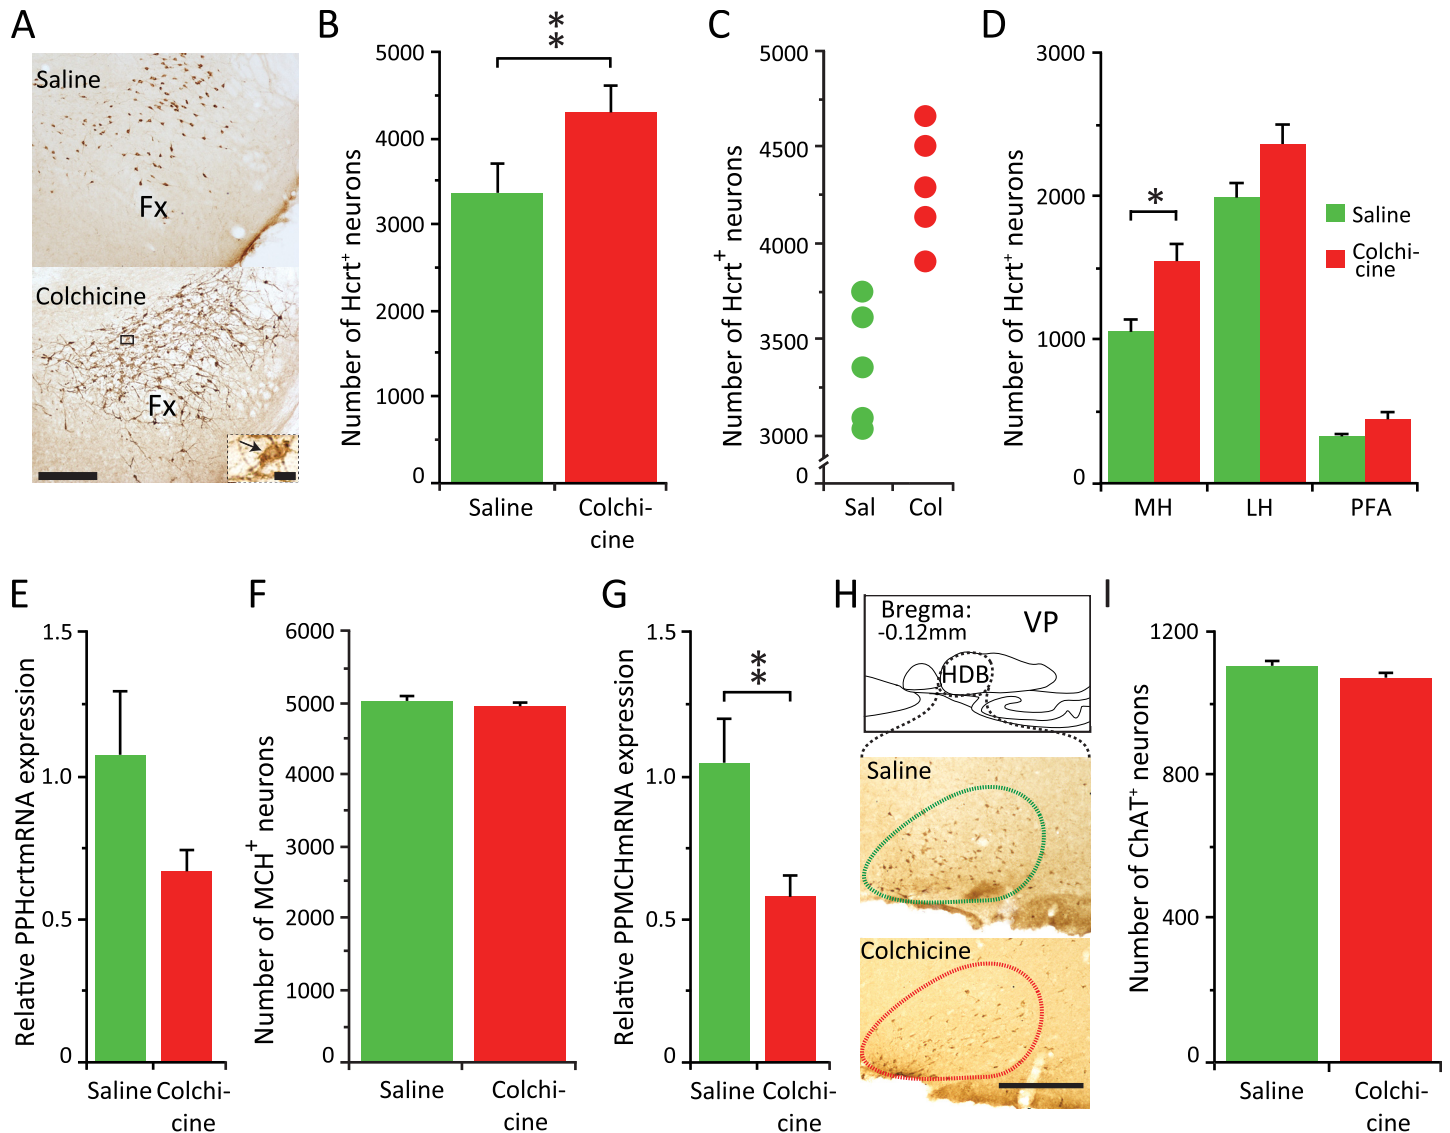 A
Saline
Fx
Colchicine
Fx
B
**
5000
4000
3000
2000
1000
0
Number of Hcrt+ neurons
Saline
Colchi-
cine
C
5000
4500
4000
3500
3000
0
Number of Hcrt+ neurons
Sal
Col
D
3000
2000
1000
0
Number of Hcrt+ neurons
*
Saline
Colchi-
cine
MH
LH
PFA
E
1.5
1.0
0.5
0
Relative PPHcrtmRNA expression
Saline
Colchi-
cine
F
6000
5000
4000
3000
2000
1000
0
Number of MCH+ neurons
Saline
Colchi-
cine
G
1.5
1.0
0.5
0
Relative PPMCHmRNA expression
**
Saline
Colchi-
cine
H
Bregma:
-0.12mm
VP
HDB
Saline
Colchicine
I
1200
800
400
0
Number of ChAT+ neurons
Saline
Colchi-
cine